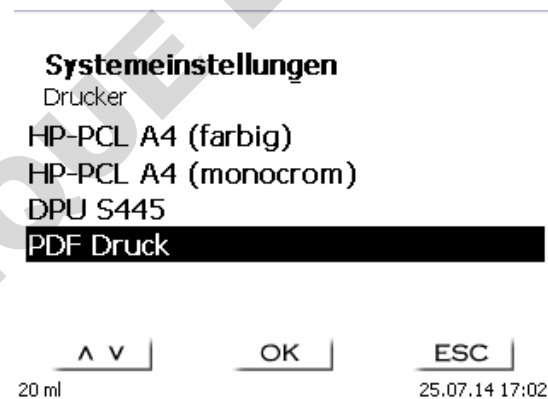 Systemeinstellungen
Drucker
HP-PCL A4 (farbig)
HP-PCL A4 (monocrom)
DPU S445
PDF Druck
∧ ∨ OK ESC
20 ml 25.07.14 17:02